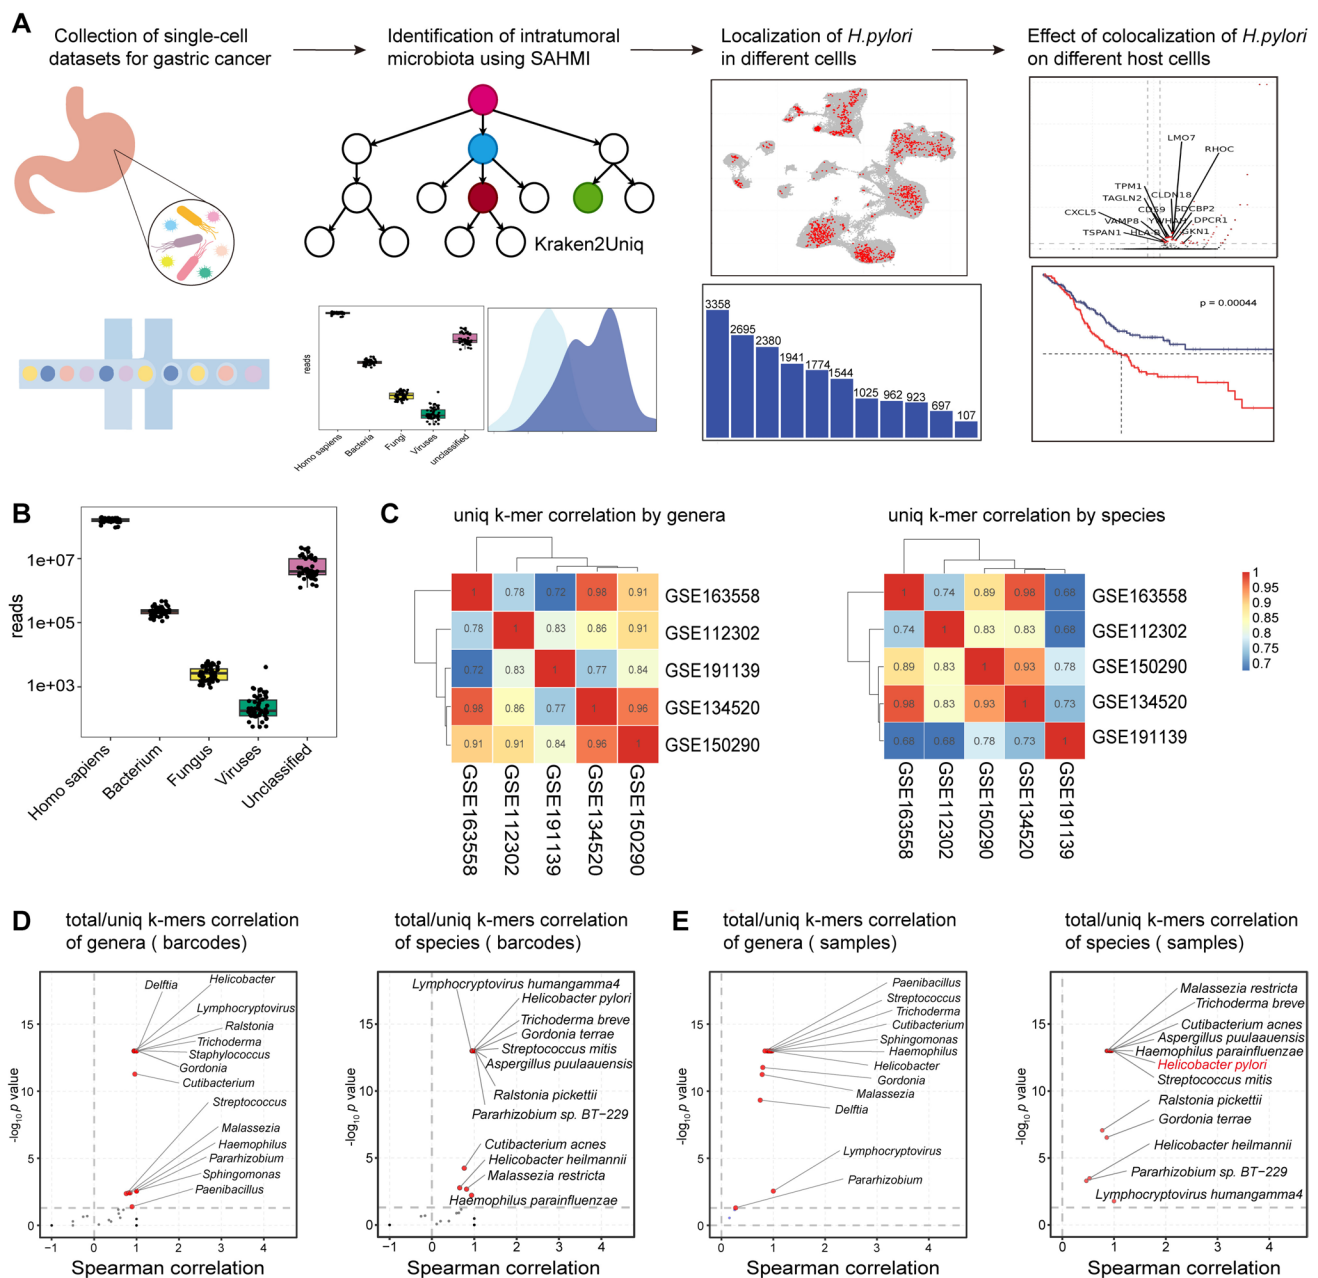 A
Collection of single-cell
datasets for gastric cancer
Identification of intratumoral
microbiota using SAHMI
Localization of H.pylori
in different cellls
Effect of colocalization of H.pylori
on different host cellls
Kraken2Uniq
reads
Homo sapiens
Bacteria
Fungi
Viruses
unclassified
3358
2695
2380
1941
1774
1544
1025
962
923
697
107
LMO7
RHOC
TPM1
TAGLN2
CLDN18
CXCL5
CD59
SDCBP2
VAMP8
YWHAH
DPCR1
TSPAN1
HLA-B
GKN1
p = 0.00044
B
reads
1e+07
1e+05
1e+03
Homo sapiens
Bacterium
Fungus
Viruses
Unclassified
C
uniq k-mer correlation by genera
1 0.78 0.72 0.98 0.91 GSE163558
0.78 1 0.83 0.86 0.91 GSE112302
0.72 0.83 1 0.77 0.84 GSE191139
0.98 0.86 0.77 1 0.96 GSE134520
0.91 0.91 0.84 0.96 1 GSE150290
GSE163558
GSE112302
GSE191139
GSE134520
GSE150290
uniq k-mer correlation by species
1 0.74 0.89 0.98 0.68 GSE163558
0.74 1 0.83 0.83 0.68 GSE112302
0.89 0.83 1 0.93 0.78 GSE150290
0.98 0.83 0.93 1 0.73 GSE134520
0.68 0.68 0.78 0.73 1 GSE191139
GSE163558
GSE112302
GSE150290
GSE134520
GSE191139
1
0.95
0.9
0.85
0.8
0.75
0.7
D
total/uniq k-mers correlation
of genera ( barcodes)
Delftia
Helicobacter
Lymphocryptovirus
Ralstonia
Trichoderma
Staphylococcus
Gordonia
Cutibacterium
Streptococcus
Malassezia
Haemophilus
Pararhizobium
Sphingomonas
Paenibacillus
-log10 p value
15
10
5
0
−1 0 1 2 3 4
Spearman correlation
total/uniq k-mers correlation
of species ( barcodes)
Lymphocryptovirus humangamma4
Helicobacter pylori
Trichoderma breve
Gordonia terrae
Streptococcus mitis
Aspergillus puulaauensis
Ralstonia pickettii
Pararhizobium sp. BT−229
Cutibacterium acnes
Helicobacter heilmannii
Malassezia restricta
Haemophilus parainfluenzae
-log10 p value
15
10
5
0
−1 0 1 2 3 4
Spearman correlation
E
total/uniq k-mers correlation
of genera ( samples)
Paenibacillus
Streptococcus
Trichoderma
Cutibacterium
Sphingomonas
Haemophilus
Helicobacter
Gordonia
Malassezia
Delftia
Lymphocryptovirus
Pararhizobium
-log10 p value
15
10
5
0
0 1 2 3 4
Spearman correlation
total/uniq k-mers correlation
of species ( samples)
Malassezia restricta
Trichoderma breve
Cutibacterium acnes
Aspergillus puulaauensis
Haemophilus parainfluenzae
Helicobacter pylori
Streptococcus mitis
Ralstonia pickettii
Gordonia terrae
Helicobacter heilmannii
Pararhizobium sp. BT−229
Lymphocryptovirus humangamma4
-log10 p value
15
10
5
0
0 1 2 3 4
Spearman correlation